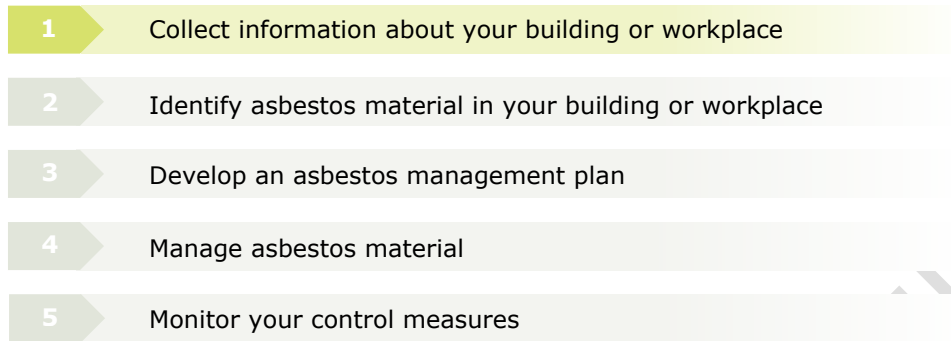 1 Collect information about your building or workplace
2 Identify asbestos material in your building or workplace
3 Develop an asbestos management plan
4 Manage asbestos material
5 Monitor your control measures